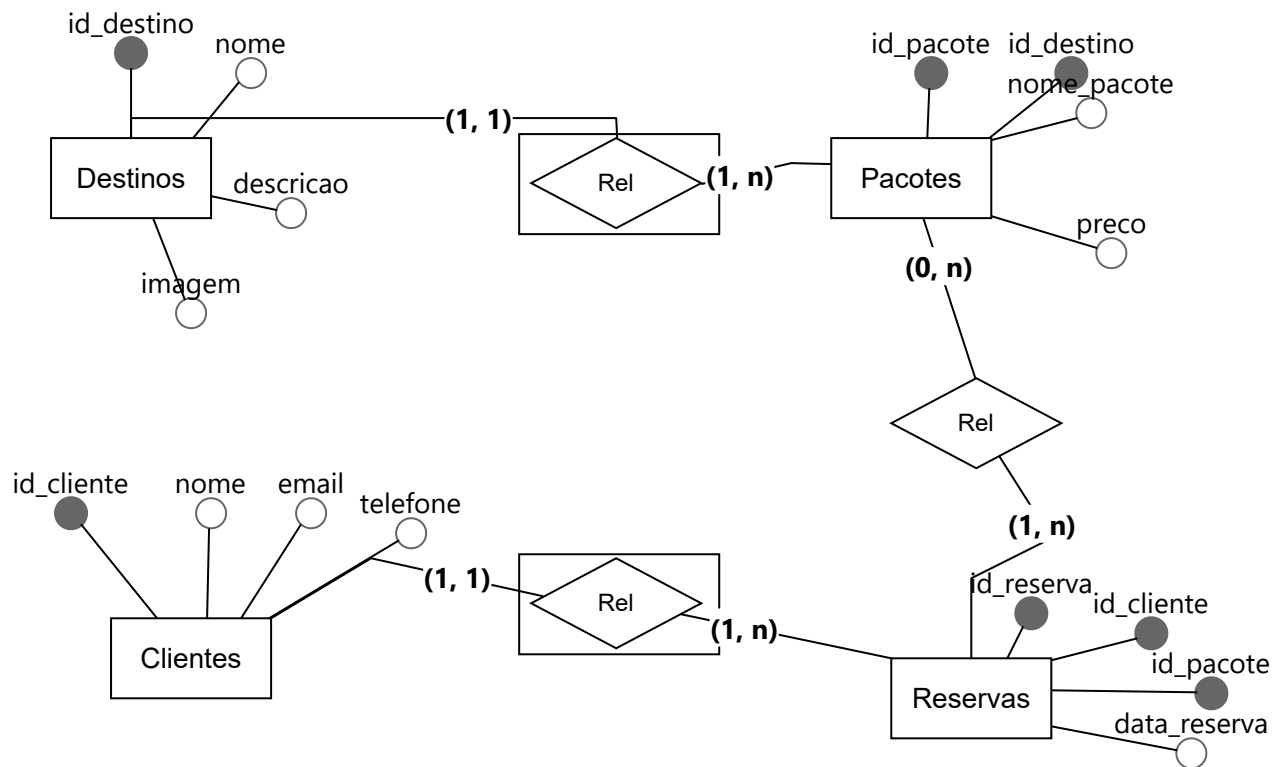 id_destino
nome
id_pacote
id_destino
nome_pacote
(1, 1)
Destinos
Rel
(1, n)
Pacotes
descricao
preco
(0, n)
imagem
Rel
id_cliente
nome
email
telefone
(1, n)
(1, 1)
Rel
id_reserva
id_cliente
(1, n)
Clientes
id_pacote
Reservas
data_reserva